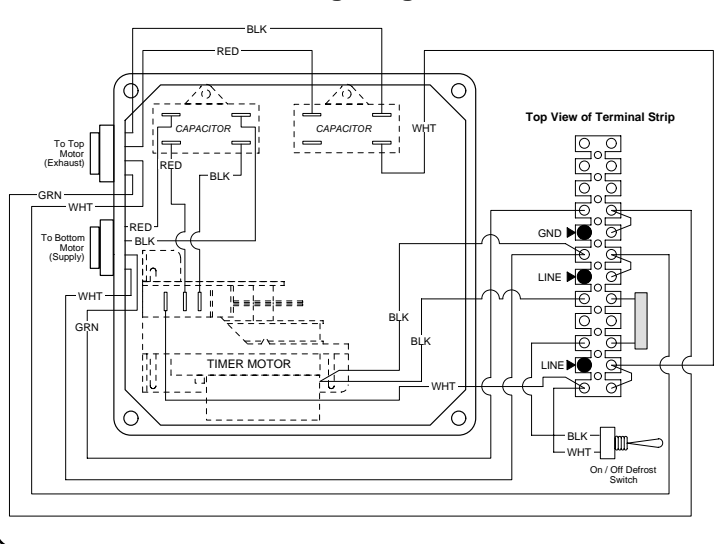 BLK
RED
Top View of Terminal Strip
CAPACITOR
CAPACITOR
WHT
To Top
Motor
(Exhaust)
RED
BLK
GRN
WHT
RED
GND
To Bottom
Motor
(Supply)
BLK
LINE
WHT
BLK
GRN
BLK
TIMER MOTOR
LINE
WHT
BLK
WHT
On / Off Defrost
Switch